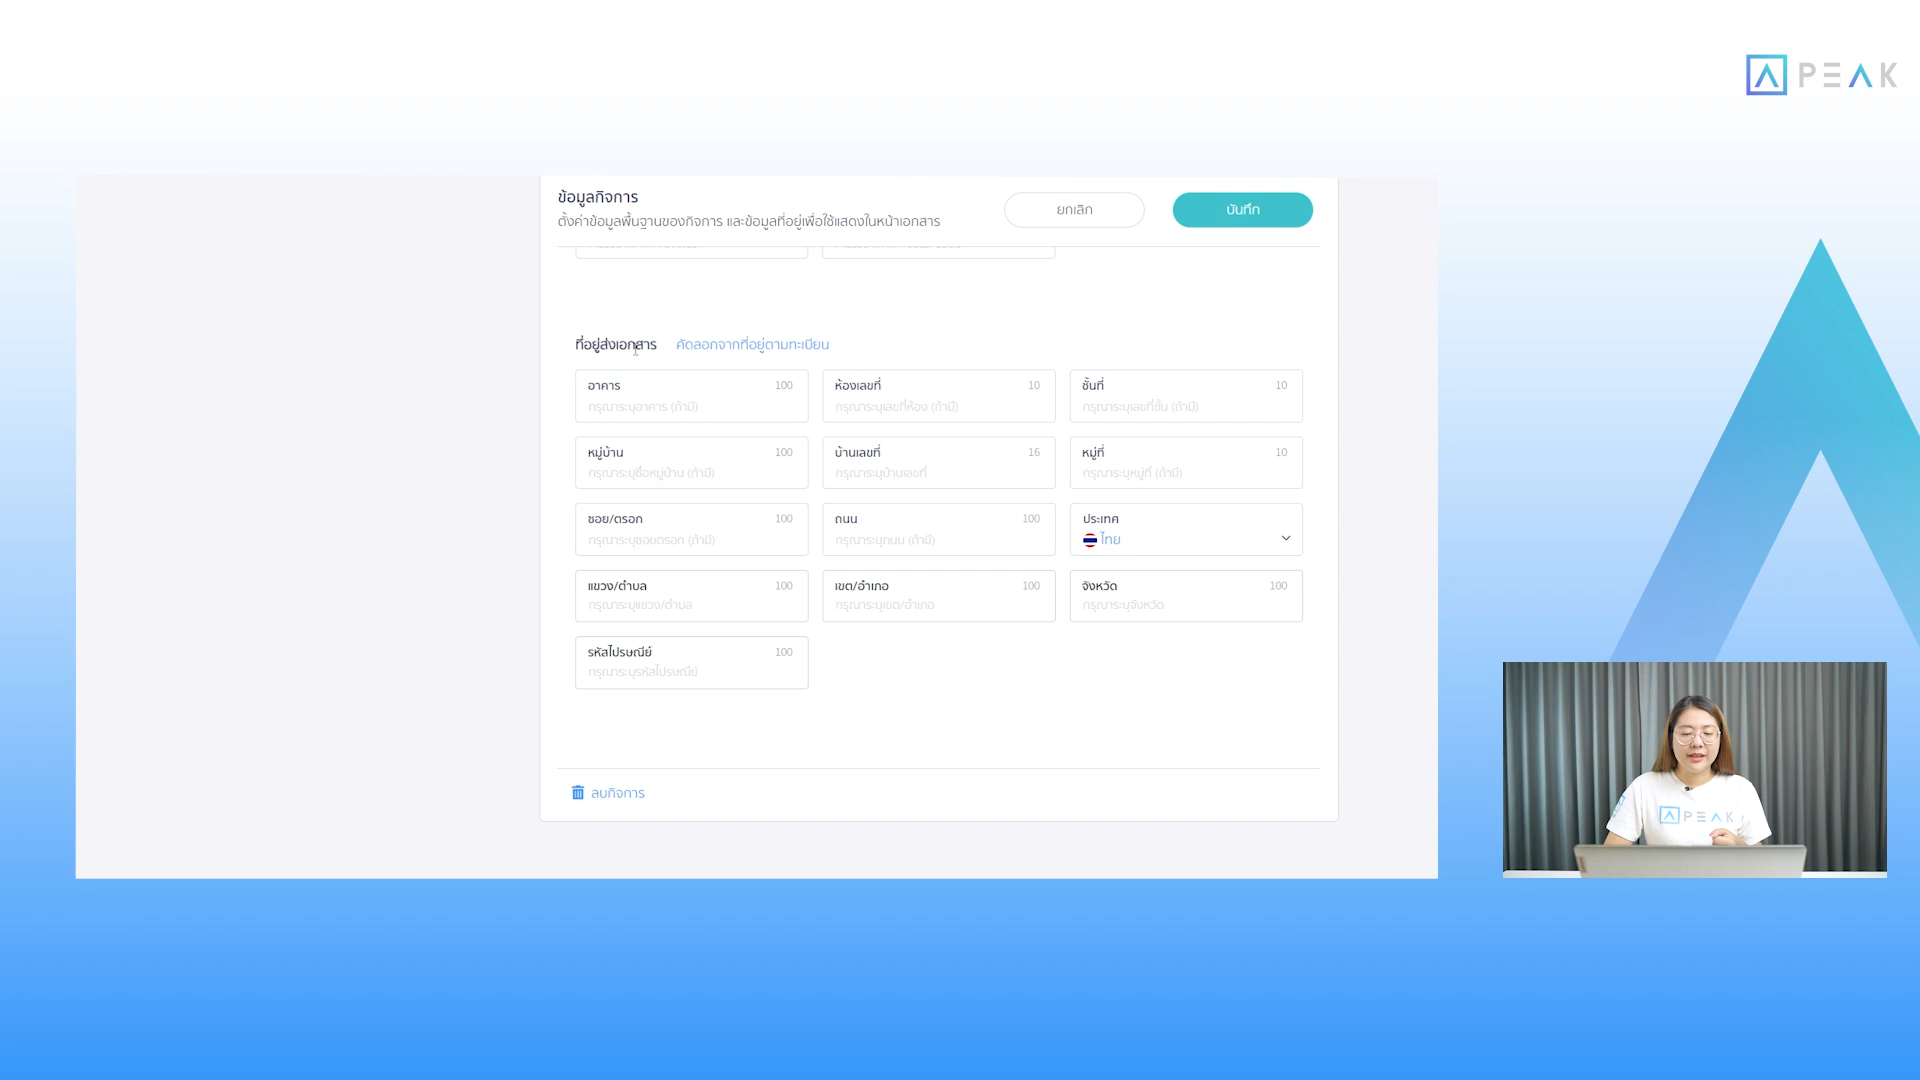 PEAK
ข้อมูลกิจการ
ตั้งค่าข้อมูลพื้นฐานของกิจการ และข้อมูลที่อยู่เพื่อใช้แสดงในหน้าเอกสาร
ยกเลิก
บันทึก
ที่อยู่ส่งเอกสาร คัดลอกจากที่อยู่ตามทะเบียน
อาคาร 100
กรุณาระบุอาคาร (ถ้ามี)
ห้องเลขที่ 10
กรุณาระบุเลขที่ห้อง (ถ้ามี)
ชั้นที่ 10
กรุณาระบุเลขที่ชั้น (ถ้ามี)
หมู่บ้าน 100
กรุณาระบุชื่อหมู่บ้าน (ถ้ามี)
บ้านเลขที่ 16
กรุณาระบุบ้านเลขที่
หมู่ที่ 10
กรุณาระบุหมู่ที่ (ถ้ามี)
ซอย/ตรอก 100
กรุณาระบุซอยตรอก (ถ้ามี)
ถนน 100
กรุณาระบุถนน (ถ้ามี)
ประเทศ
ไทย
แขวง/ตำบล 100
กรุณาระบุแขวง/ตำบล
เขต/อำเภอ 100
กรุณาระบุเขต/อำเภอ
จังหวัด 100
กรุณาระบุจังหวัด
รหัสไปรษณีย์ 100
กรุณาระบุรหัสไปรษณีย์
ลบกิจการ
PEAK